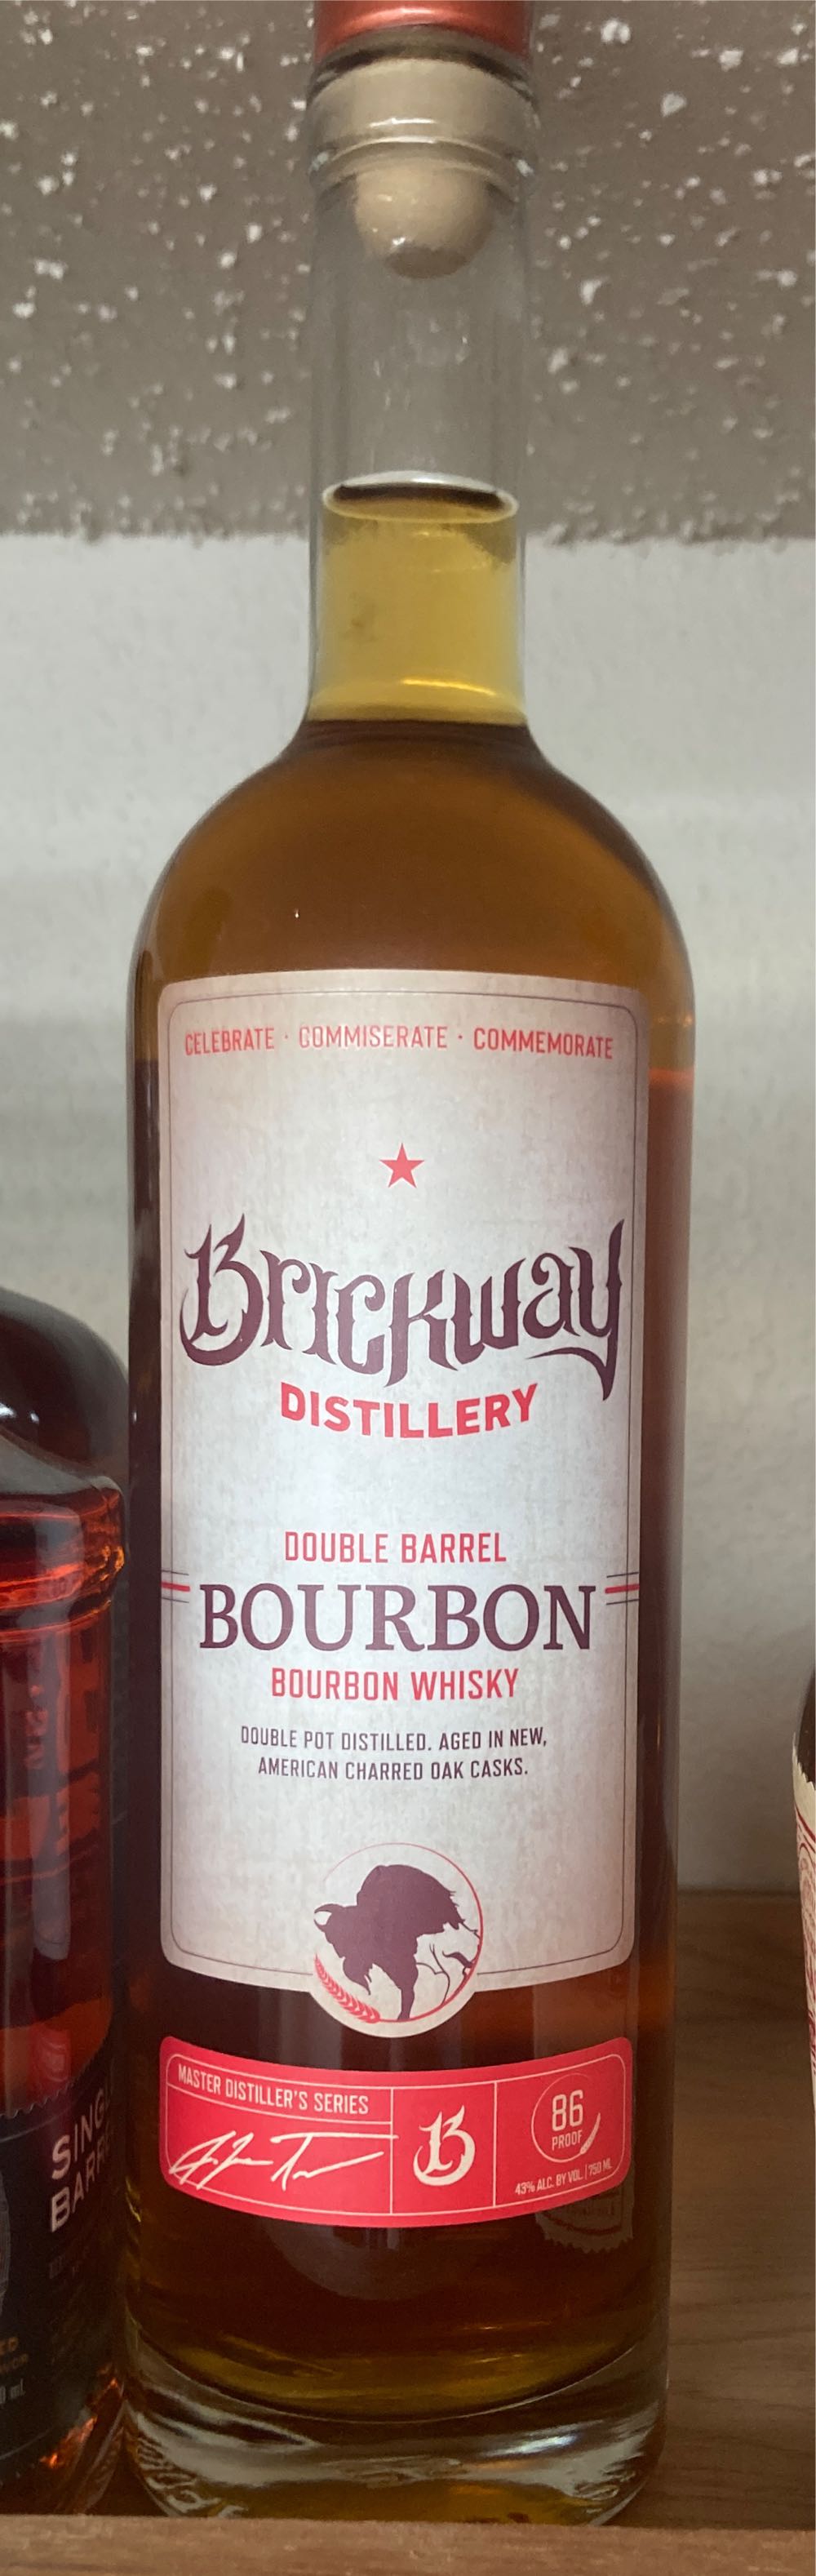 CELEBRATE · COMMISERATE · COMMEMORATE
Brickway
DISTILLERY
DOUBLE BARREL
BOURBON
BOURBON WHISKY
DOUBLE POT DISTILLED. AGED IN NEW,
AMERICAN CHARRED OAK CASKS.
MASTER DISTILLER'S SERIES
B
86
PROOF
43% ALC. BY VOL. | 750 ML